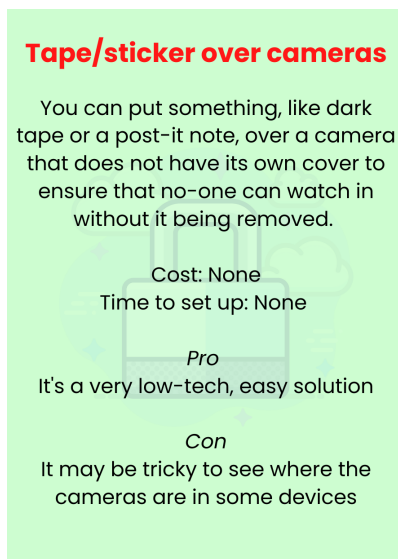 Tape/sticker over cameras
You can put something, like dark
tape or a post-it note, over a camera
that does not have its own cover to
ensure that no-one can watch in
without it being removed.
Cost: None
Time to set up: None
Pro
It's a very low-tech, easy solution
Con
It may be tricky to see where the
cameras are in some devices